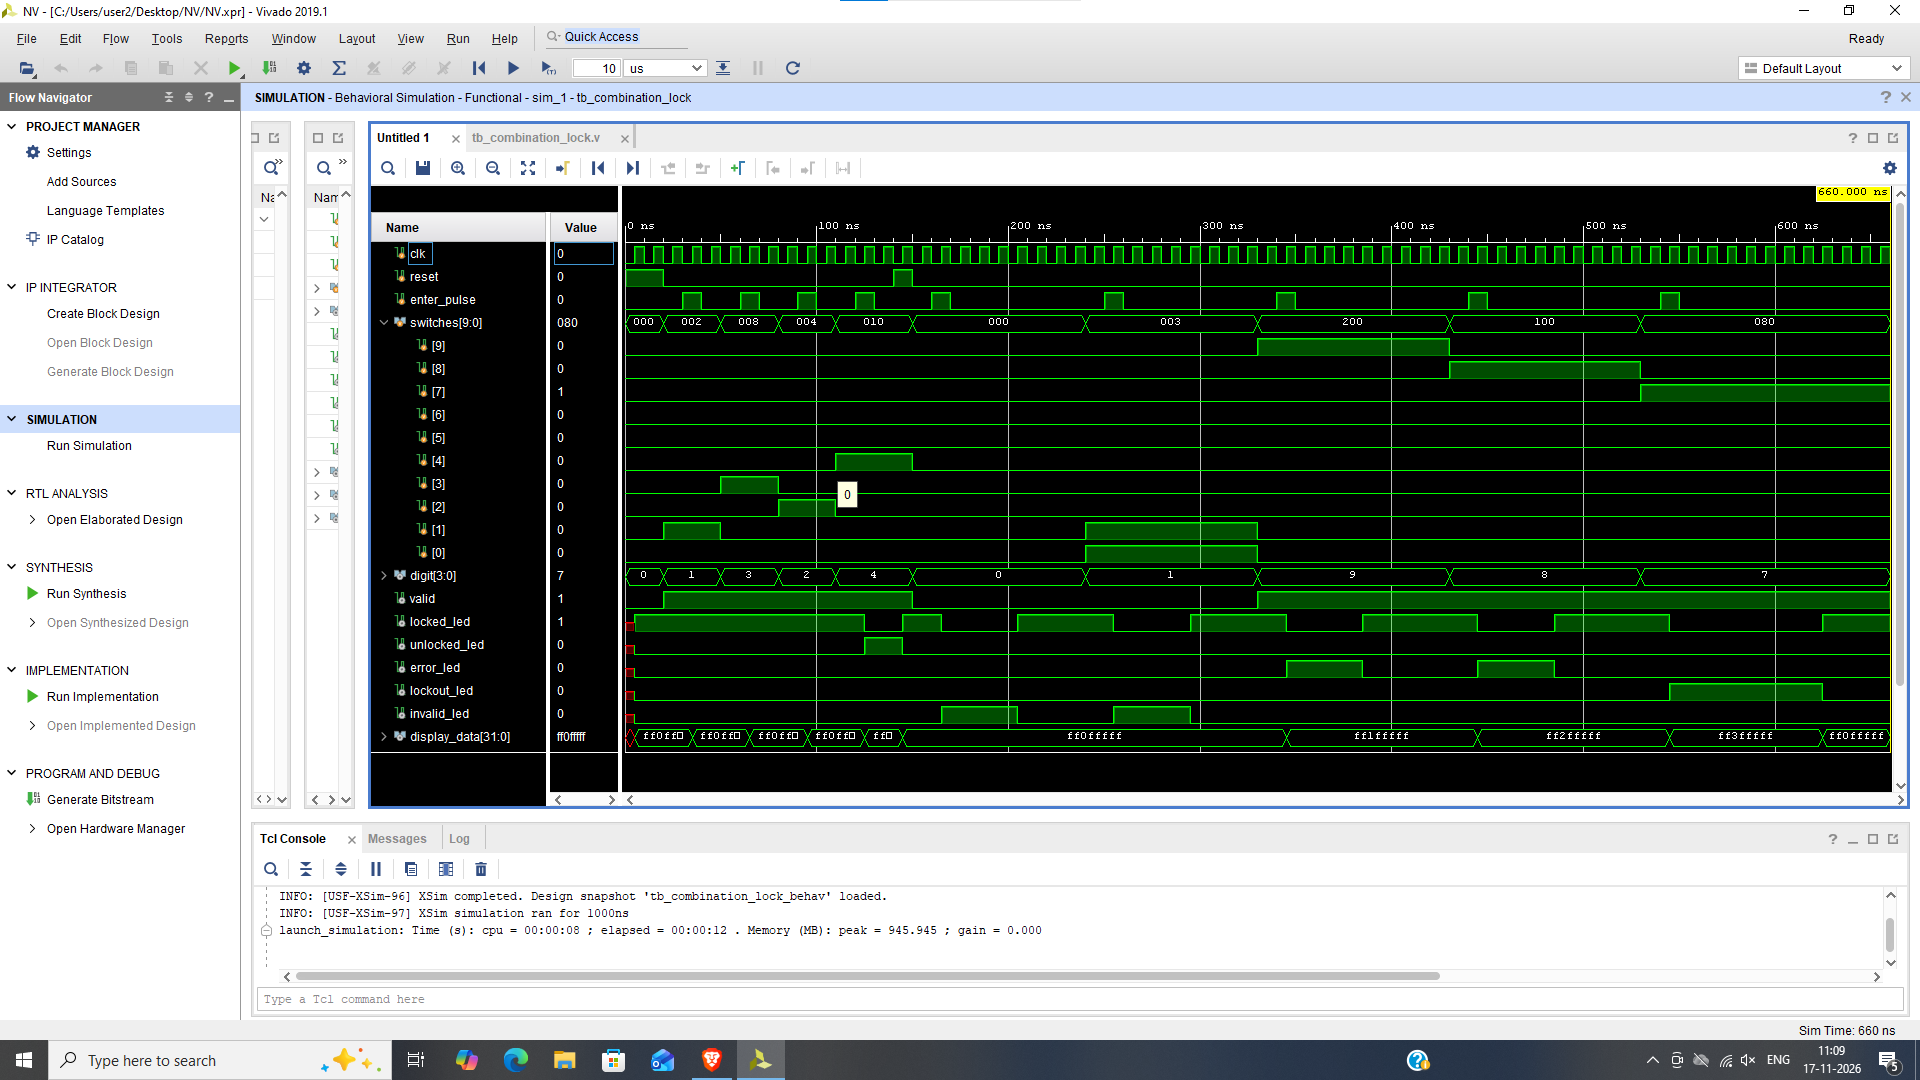 NV - [C:/Users/user2/Desktop/NV/NV.xpr] - Vivado 2019.1
File Edit Flow Tools Reports Window Layout View Run Help Quick Access Ready
10 us Default Layout
Flow Navigator
SIMULATION - Behavioral Simulation - Functional - sim_1 - tb_combination_lock
PROJECT MANAGER
Settings
Add Sources
Language Templates
IP Catalog
IP INTEGRATOR
Create Block Design
Open Block Design
Generate Block Design
SIMULATION
Run Simulation
RTL ANALYSIS
Open Elaborated Design
SYNTHESIS
Run Synthesis
Open Synthesized Design
IMPLEMENTATION
Run Implementation
Open Implemented Design
PROGRAM AND DEBUG
Generate Bitstream
Open Hardware Manager
Na
Nam
Untitled 1 tb_combination_lock.v
660.000 ns
Name Value 0 ns 100 ns 200 ns 300 ns 400 ns 500 ns 600 ns
clk 0
reset 0
enter_pulse 0
switches[9:0] 080 000 002 008 004 010 000 003 200 100 080
[9] 0
[8] 0
[7] 1
[6] 0
[5] 0
[4] 0
[3] 0
0
[2] 0
[1] 0
[0] 0
digit[3:0] 7 0 1 3 2 4 0 1 9 8 7
valid 1
locked_led 1
unlocked_led 0
error_led 0
lockout_led 0
invalid_led 0
display_data[31:0] ff0fffff ff0ff ff0ff ff0ff ff0ff ff ff0fffff ff1fffff ff2fffff ff3fffff ff0fffff
Tcl Console Messages Log
INFO: [USF-XSim-96] XSim completed. Design snapshot 'tb_combination_lock_behav' loaded.
INFO: [USF-XSim-97] XSim simulation ran for 1000ns
launch_simulation: Time (s): cpu = 00:00:08 ; elapsed = 00:00:12 . Memory (MB): peak = 945.945 ; gain = 0.000
Type a Tcl command here
Sim Time: 660 ns
Type here to search
ENG
11:09
17-11-2026
5